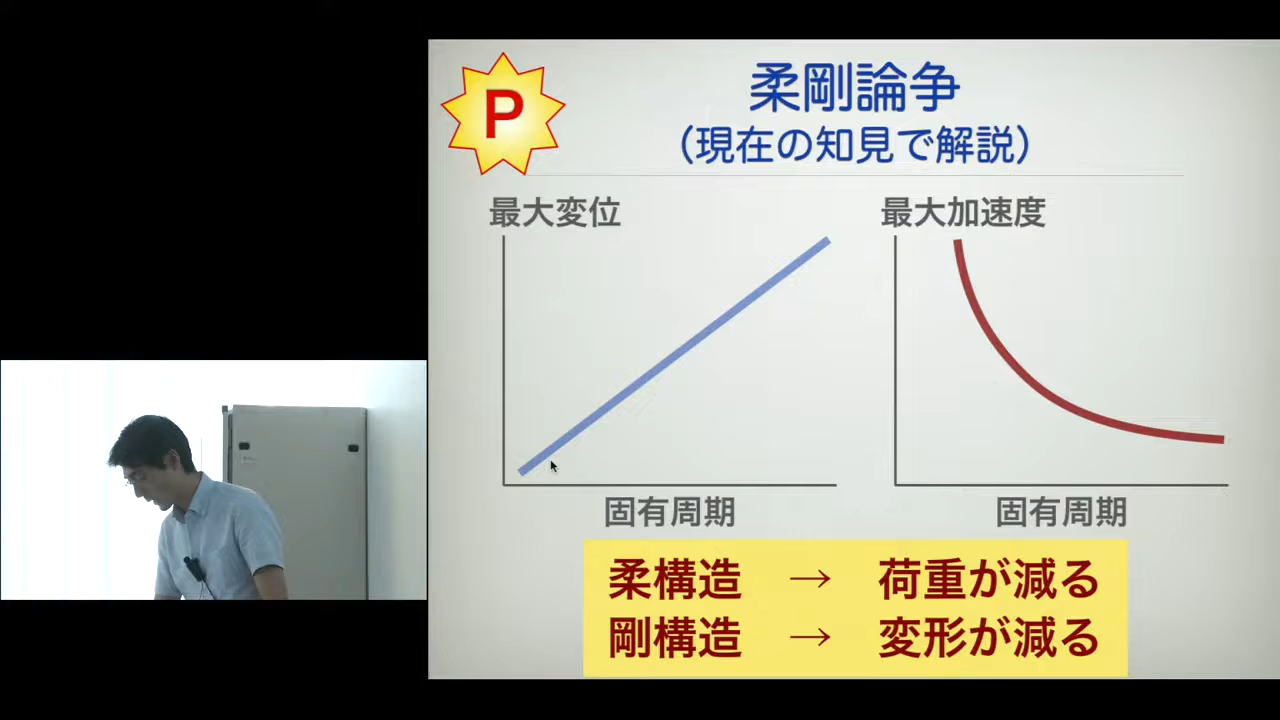 P
柔剛論争
（現在の知見で解説）
最大変位
最大加速度
固有周期
固有周期
柔構造　→　荷重が減る
剛構造　→　変形が減る